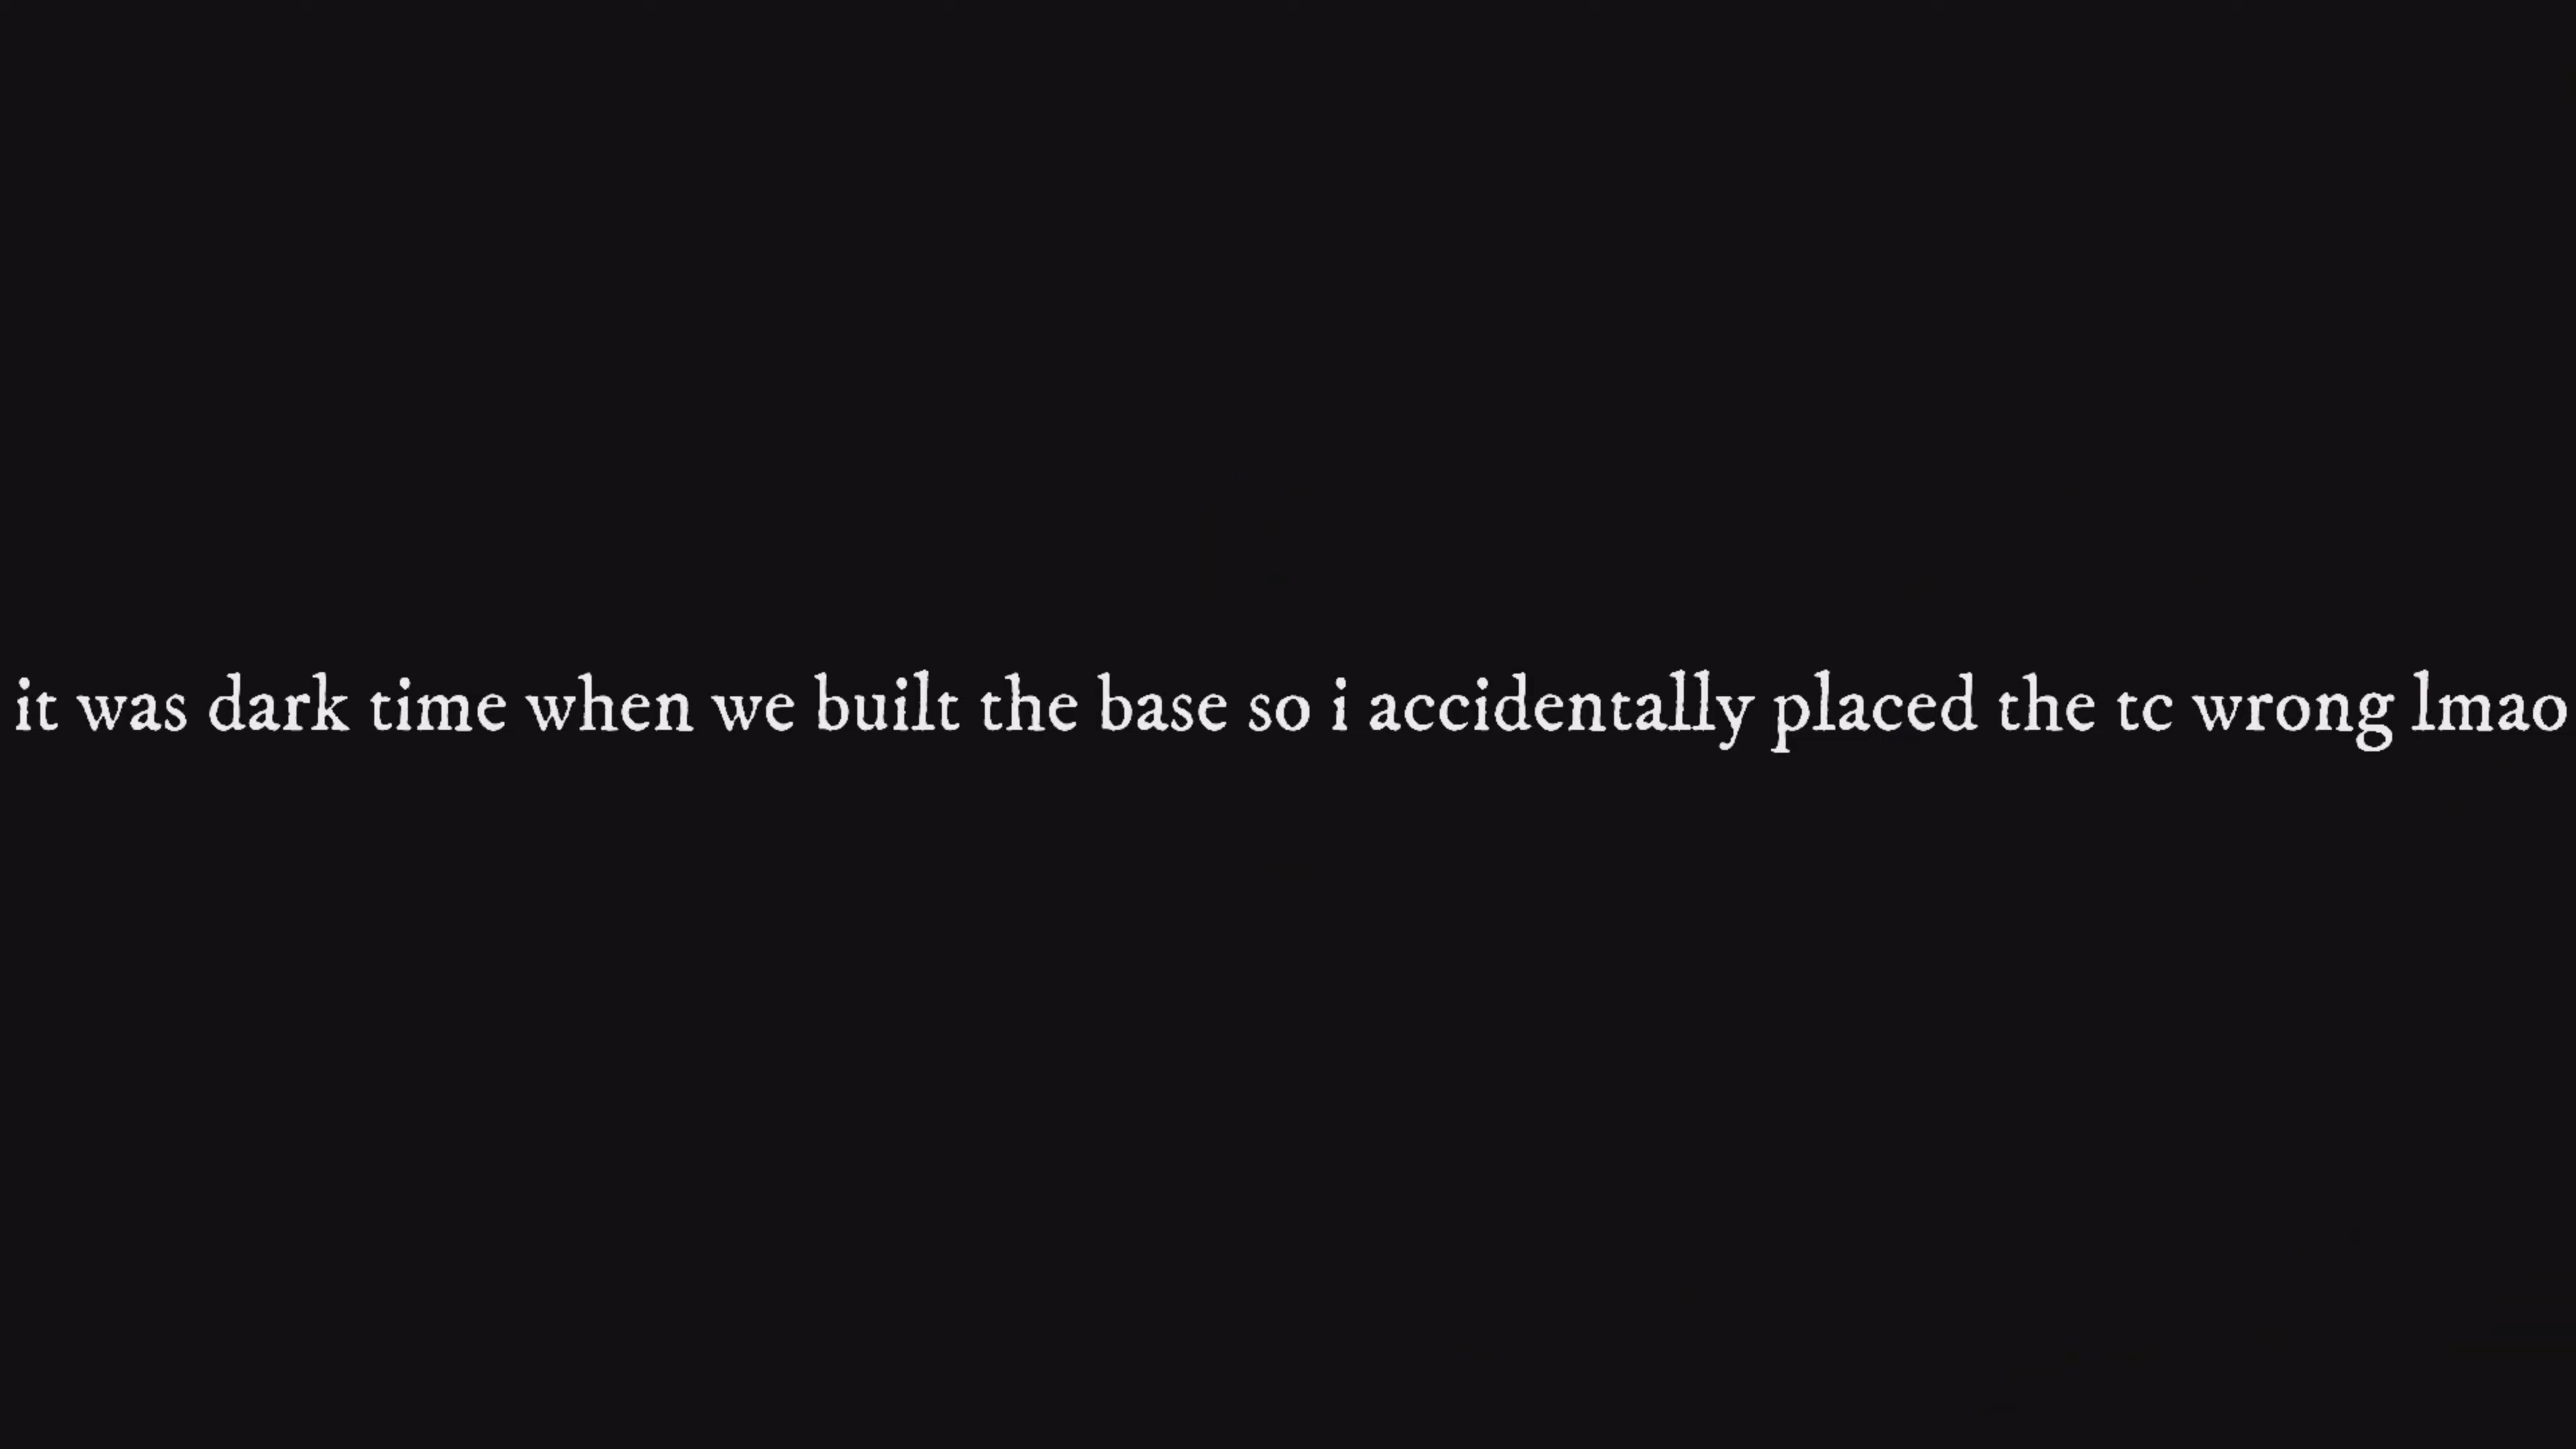 it was dark time when we built the base so i accidentally placed the tc wrong lmao